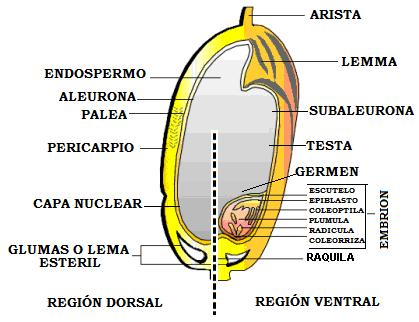 ARISTA
LEMMA
ENDOSPERMO
ALEURONA
PALEA
SUBALEURONA
PERICARPIO
TESTA
GERMEN
ESCUTELO
EPIBLASTO
COLEOPTILA
PLUMULA
RADICULA
COLEORRIZA
EMBRION
CAPA NUCLEAR
GLUMAS O LEMA
ESTERIL
RAQUILA
REGIÓN DORSAL
REGIÓN VENTRAL